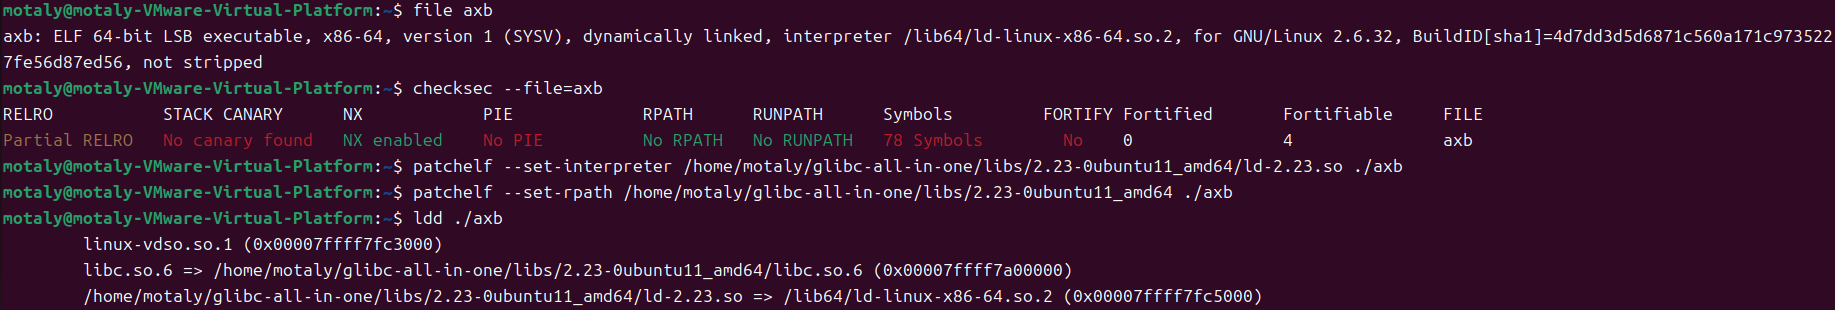 motaly@motaly-VMware-Virtual-Platform:~$ file axb
axb: ELF 64-bit LSB executable, x86-64, version 1 (SYSV), dynamically linked, interpreter /lib64/ld-linux-x86-64.so.2, for GNU/Linux 2.6.32, BuildID[sha1]=4d7dd3d5d6871c560a171c973522
7fe56d87ed56, not stripped
motaly@motaly-VMware-Virtual-Platform:~$ checksec --file=axb
RELRO STACK CANARY NX PIE RPATH RUNPATH Symbols FORTIFY Fortified Fortifiable FILE
Partial RELRO No canary found NX enabled No PIE No RPATH No RUNPATH 78 Symbols No 0 4 axb
motaly@motaly-VMware-Virtual-Platform:~$ patchelf --set-interpreter /home/motaly/glibc-all-in-one/libs/2.23-0ubuntu11_amd64/ld-2.23.so ./axb
motaly@motaly-VMware-Virtual-Platform:~$ patchelf --set-rpath /home/motaly/glibc-all-in-one/libs/2.23-0ubuntu11_amd64 ./axb
motaly@motaly-VMware-Virtual-Platform:~$ ldd ./axb
linux-vdso.so.1 (0x00007ffff7fc3000)
libc.so.6 => /home/motaly/glibc-all-in-one/libs/2.23-0ubuntu11_amd64/libc.so.6 (0x00007ffff7a00000)
/home/motaly/glibc-all-in-one/libs/2.23-0ubuntu11_amd64/ld-2.23.so => /lib64/ld-linux-x86-64.so.2 (0x00007ffff7fc5000)